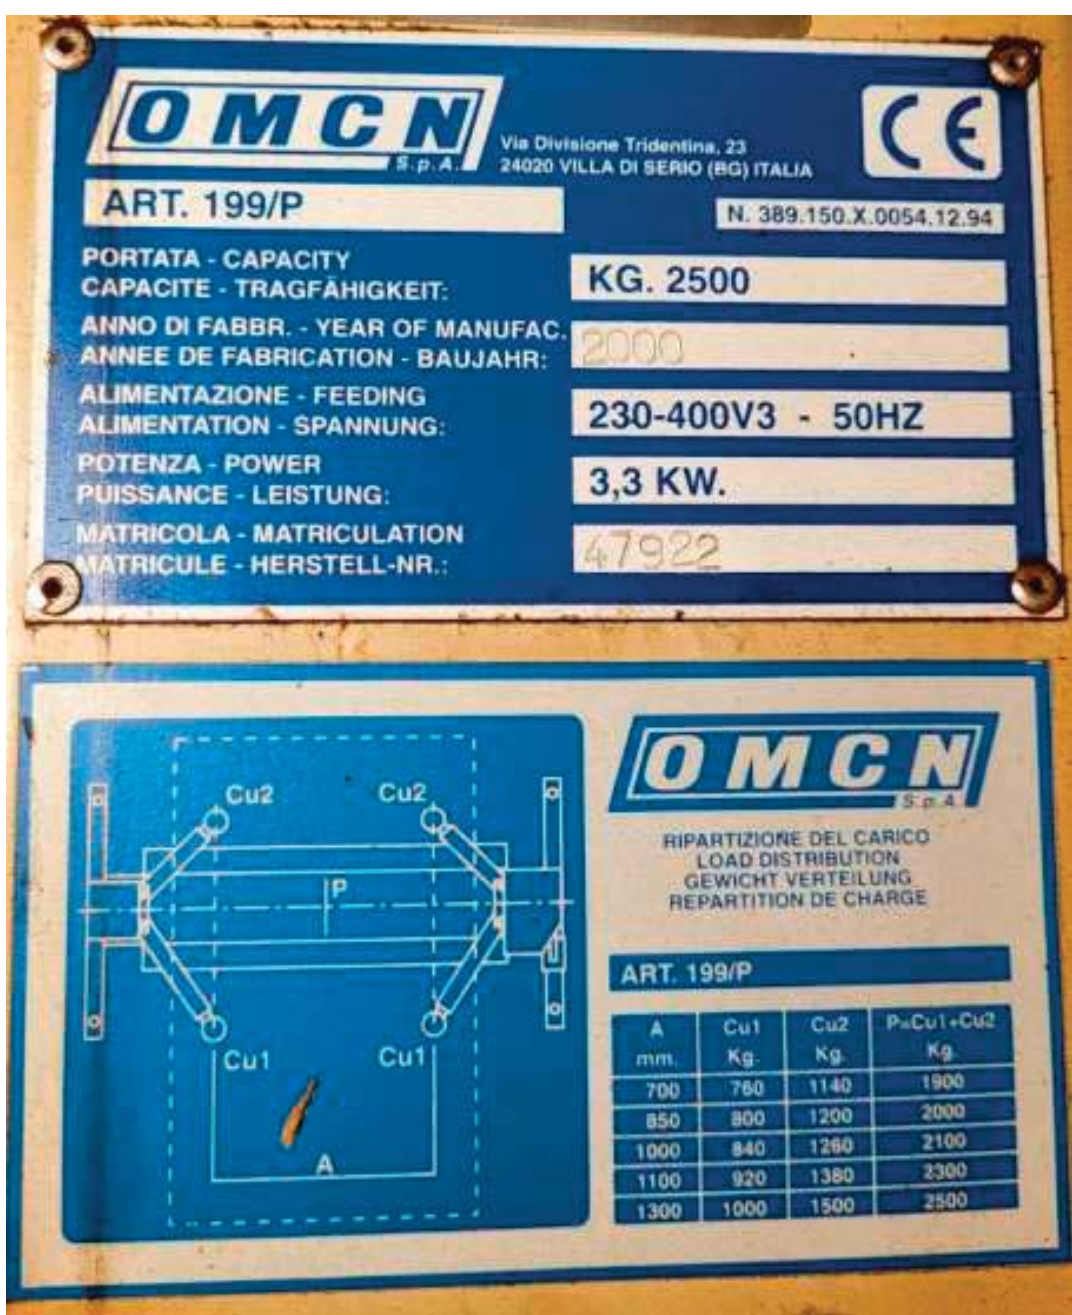 OMCN
S.p.A.
Via Divisione Tridentina, 23
24020 VILLA DI SERIO (BG) ITALIA
CE
ART. 199/P
N. 389.150.X.0054.12.94
PORTATA - CAPACITY
CAPACITE - TRAGFÄHIGKEIT:
KG. 2500
ANNO DI FABBR. - YEAR OF MANUFAC.
ANNEE DE FABRICATION - BAUJAHR:
2000
ALIMENTAZIONE - FEEDING
ALIMENTATION - SPANNUNG:
230-400V3 - 50HZ
POTENZA - POWER
PUISSANCE - LEISTUNG:
3,3 KW.
MATRICOLA - MATRICULATION
MATRICULE - HERSTELL-NR.:
47922
Cu2 Cu2
P
Cu1 Cu1
A
OMCN
S.p.A.
RIPARTIZIONE DEL CARICO
LOAD DISTRIBUTION
GEWICHT VERTEILUNG
REPARTITION DE CHARGE
ART. 199/P
A Cu1 Cu2 P=Cu1+Cu2
mm. Kg. Kg. Kg.
700 760 1140 1900
850 800 1200 2000
1000 840 1260 2100
1100 920 1380 2300
1300 1000 1500 2500